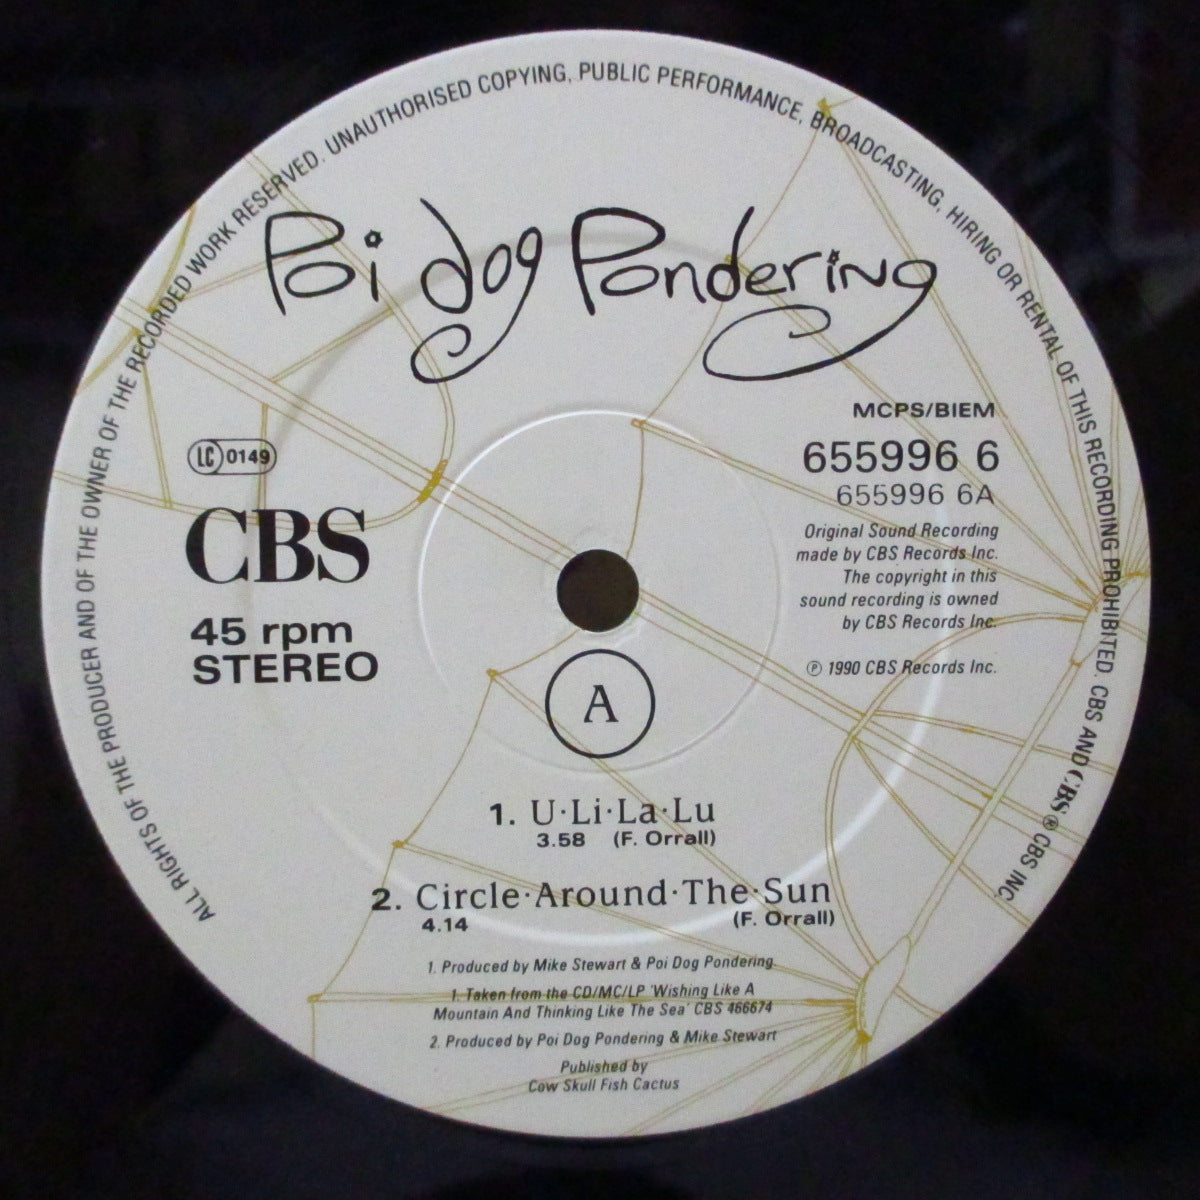 ALL RIGHTS OF THE PRODUCER AND OF THE OWNER OF THE RECORDED WORK RESERVED. UNAUTHORISED COPYING, PUBLIC PERFORMANCE, BROADCASTING, HIRING OR RENTAL OF THIS RECORDING PROHIBITED. CBS AND CBS ® CBS INC
Poi dog Pondering
MCPS/BIEM
655996 6
655996 6A
LC 0149
CBS
45 rpm
STEREO
Original Sound Recording
made by CBS Records Inc.
The copyright in this
sound recording is owned
by CBS Records Inc.
℗ 1990 CBS Records Inc.
A
1. U·Li·La·Lu
3.58 (F. Orrall)
2. Circle·Around·The·Sun
4.14 (F. Orrall)
1. Produced by Mike Stewart & Poi Dog Pondering
1. Taken from the CD/MC/LP 'Wishing Like A
Mountain And Thinking Like The Sea' CBS 466674
2. Produced by Poi Dog Pondering & Mike Stewart
Published by
Cow Skull Fish Cactus